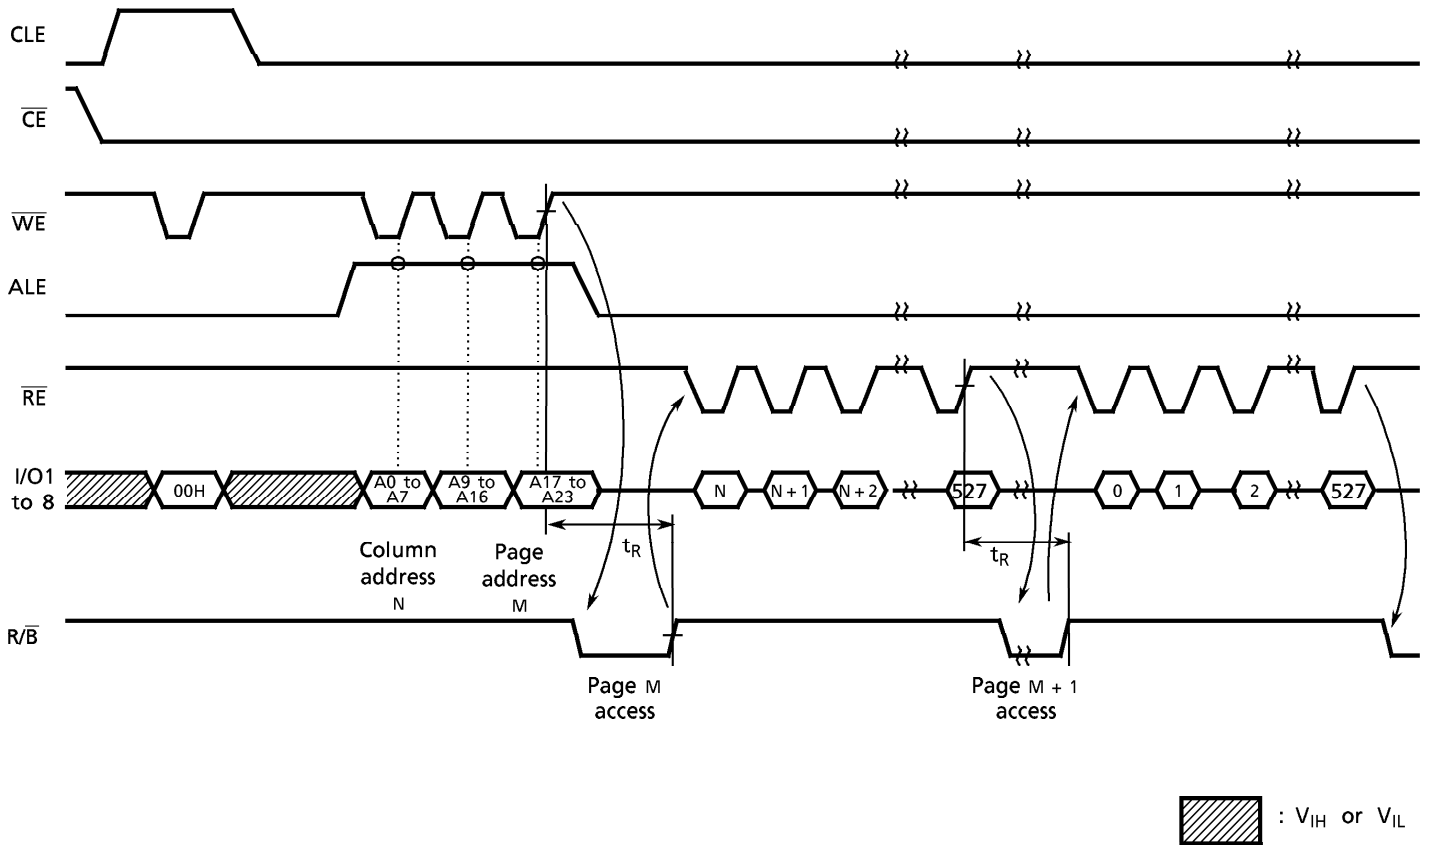 CLE
CE
WE
ALE
RE
I/O1
to 8
00H
A0 to
A7
A9 to
A16
A17 to
A23
N
N + 1
N + 2
527
0
1
2
527
tR
tR
Column
address
N
Page
address
M
R/B
Page M
access
Page M + 1
access
: VIH or VIL